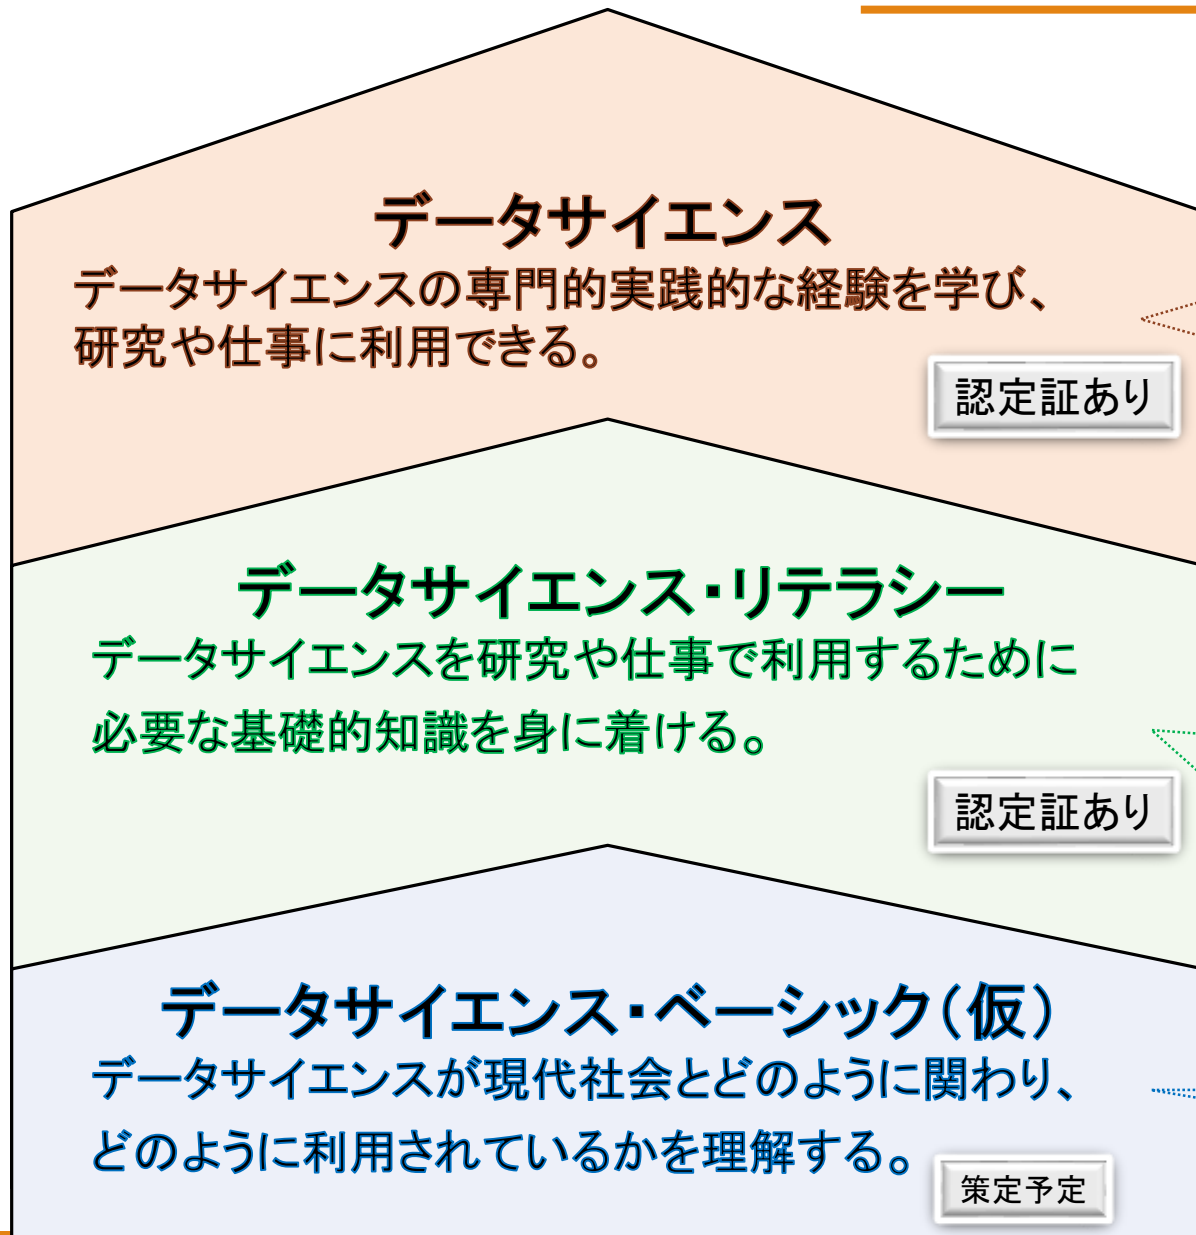 データサイエンス
データサイエンスの専門的実践的な経験を学び、
研究や仕事に利用できる。
認定証あり
データサイエンス・リテラシー
データサイエンスを研究や仕事で利用するために
必要な基礎的知識を身に着ける。
認定証あり
データサイエンス・ベーシック(仮)
データサイエンスが現代社会とどのように関わり、
どのように利用されているかを理解する。
策定予定